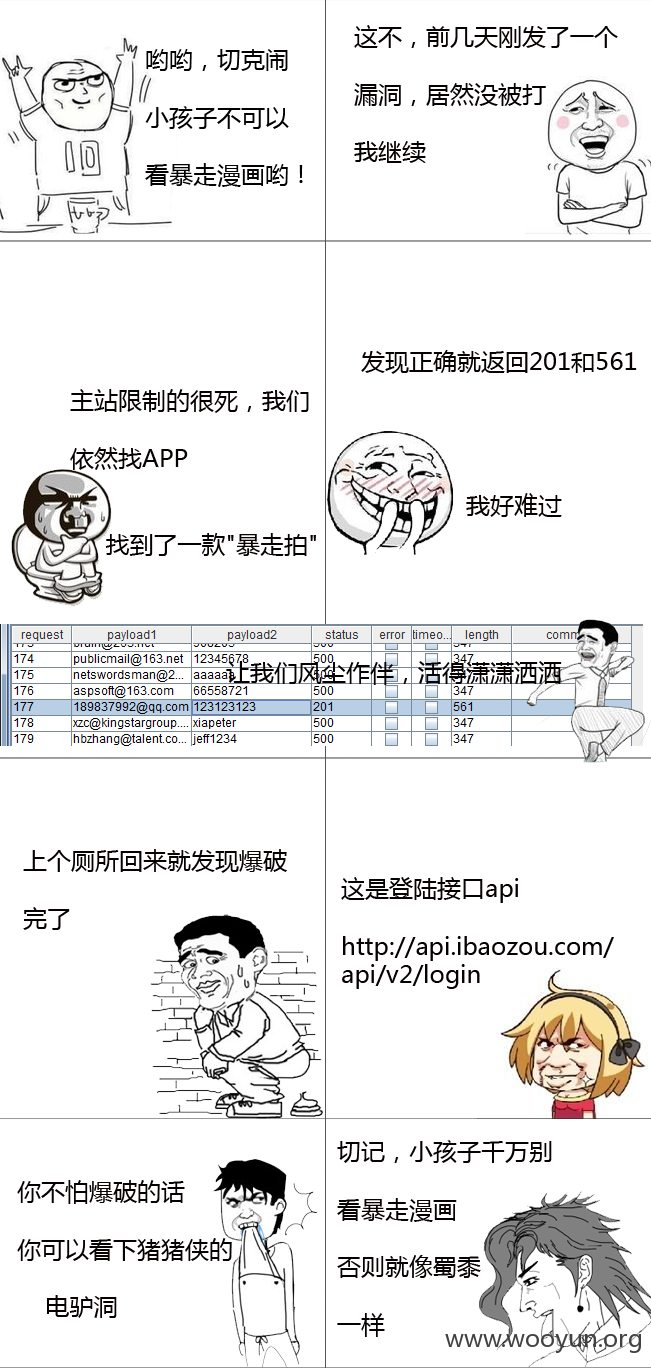 哟哟，切克闹
小孩子不可以
看暴走漫画哟！
10
这不，前几天刚发了一个
漏洞，居然没被打
我继续
主站限制的很死，我们
依然找APP
找到了一款"暴走拍"
发现正确就返回201和561
我好难过
request payload1 payload2 status error timeo... length comm
174 publicmail@163.net 12345678 500 347
175 netswordsman@2... aaaaaa 500 347
让我们风尘作伴，活得潇潇洒洒
176 aspsoft@163.com 66558721 500 347
177 189837992@qq.com 123123123 201 561
178 xzc@kingstargroup.... xiapeter 500 347
179 hbzhang@talent.co... jeff1234 500 347
上个厕所回来就发现爆破
完了
这是登陆接口api
http://api.ibaozou.com/
api/v2/login
你不怕爆破的话
你可以看下猪猪侠的
电驴洞
切记，小孩子千万别
看暴走漫画
否则就像蜀黍
一样
www.wooyun.org